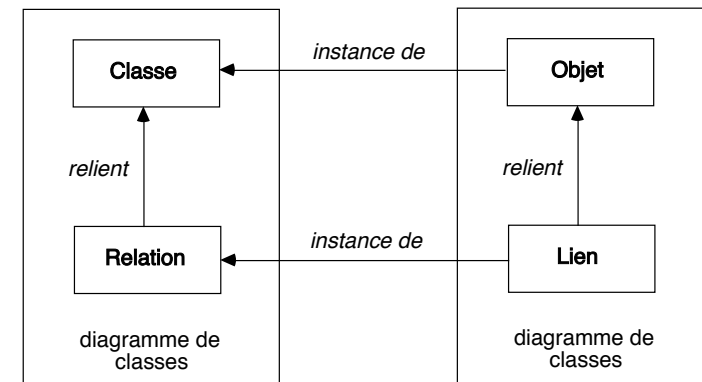 instance de
Classe
Objet
relient
relient
instance de
Relation
Lien
diagramme de
classes
diagramme de
classes